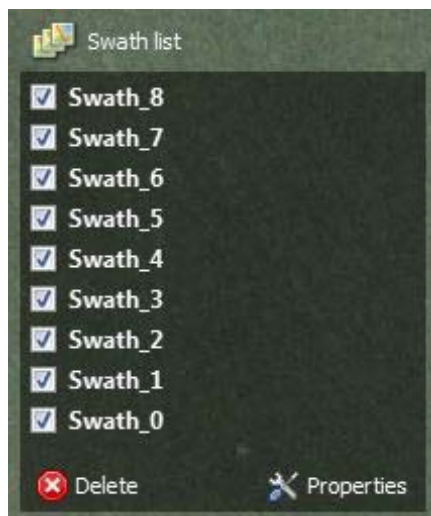 Swath list
Swath_8
Swath_7
Swath_6
Swath_5
Swath_4
Swath_3
Swath_2
Swath_1
Swath_0
Delete Properties